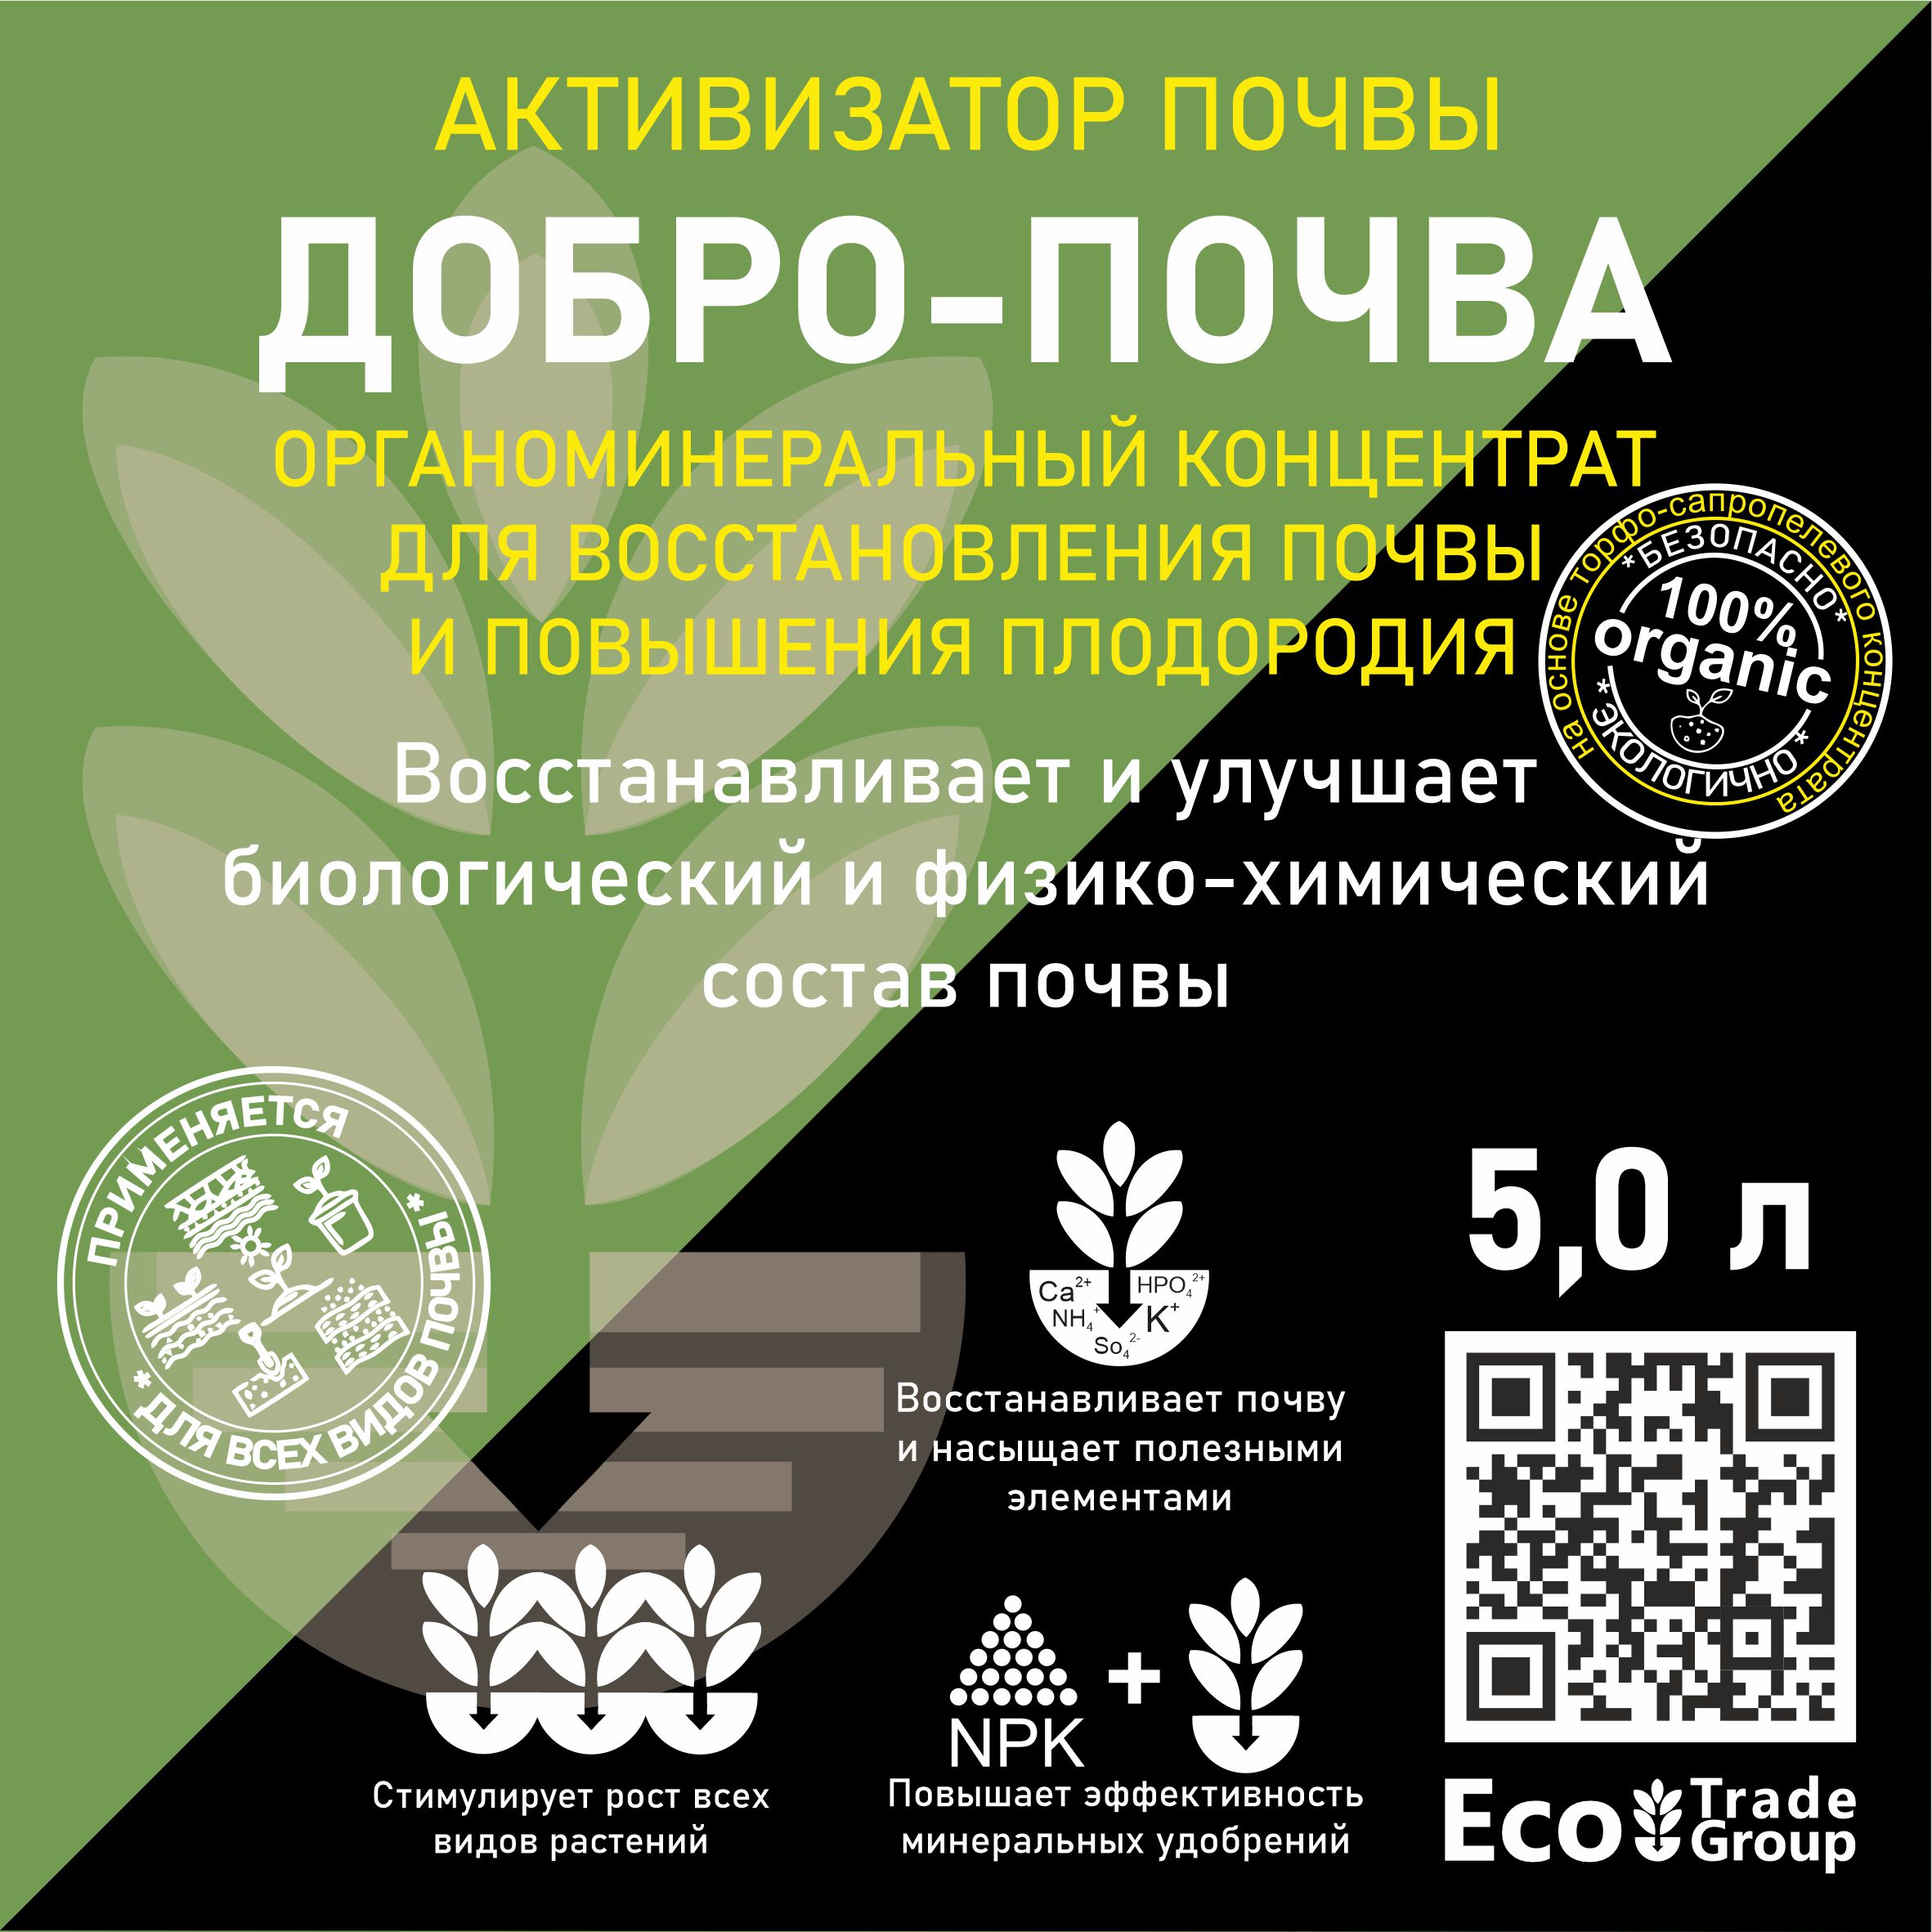 АКТИВИЗАТОР ПОЧВЫ
ДОБРО-ПОЧВА
ОРГАНОМИНЕРАЛЬНЫЙ КОНЦЕНТРАТ
ДЛЯ ВОССТАНОВЛЕНИЯ ПОЧВЫ
И ПОВЫШЕНИЯ ПЛОДОРОДИЯ
на основе торфо-сапропелевого концентрата
*БЕЗОПАСНО*
100%
organic
*ЭКОЛОГИЧНО*
Восстанавливает и улучшает
биологический и физико-химический
состав почвы
ПРИМЕНЯЕТСЯ
*ДЛЯ ВСЕХ ВИДОВ ПОЧВЫ*
Ca²⁺ HPO₄²⁺
NH₄⁺ K⁺
So₄²⁻
Восстанавливает почву
и насыщает полезными
элементами
5,0 л
Стимулирует рост всех
видов растений
NPK
+
Повышает эффективность
минеральных удобрений
Eco Trade
Group